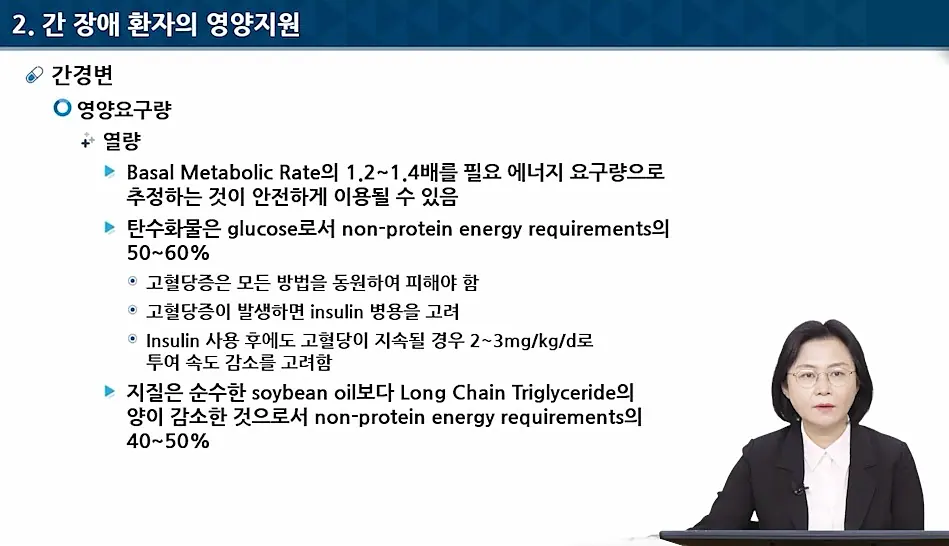 2. 간 장애 환자의 영양지원
간경변
영양요구량
열량
Basal Metabolic Rate의 1.2~1.4배를 필요 에너지 요구량으로
추정하는 것이 안전하게 이용될 수 있음
탄수화물은 glucose로서 non-protein energy requirements의
50~60%
고혈당증은 모든 방법을 동원하여 피해야 함
고혈당증이 발생하면 insulin 병용을 고려
Insulin 사용 후에도 고혈당이 지속될 경우 2~3mg/kg/d로
투여 속도 감소를 고려함
지질은 순수한 soybean oil보다 Long Chain Triglyceride의
양이 감소한 것으로서 non-protein energy requirements의
40~50%